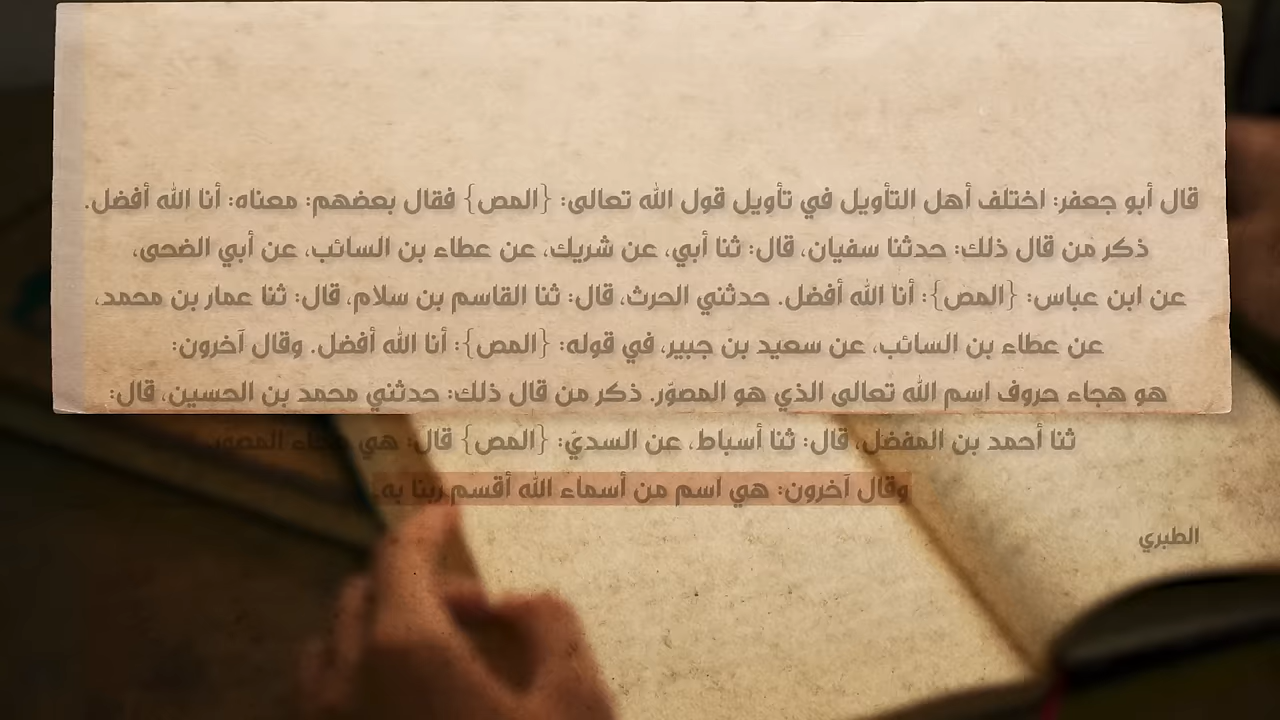 قال أبو جعفر: اختلف أهل التأويل في تأويل قول الله تعالى: {المص} فقال بعضهم: معناه: أنا الله أفضل.
ذكر من قال ذلك: حدثنا سفيان، قال: ثنا أبي، عن شريك، عن عطاء بن السائب، عن أبي الضحى،
عن ابن عباس: {المص}: أنا الله أفضل. حدثني الحرث، قال: ثنا القاسم بن سلام، قال: ثنا عمار بن محمد،
عن عطاء بن السائب، عن سعيد بن جبير، في قوله: {المص}: أنا الله أفضل. وقال آخرون:
هو هجاء حروف اسم الله تعالى الذي هو المصوّر. ذكر من قال ذلك: حدثني محمد بن الحسين، قال:
ثنا أحمد بن المفضل، قال: ثنا أسباط، عن السديّ: {المص} قال: هي هجاء المصور.
وقال آخرون: هي اسم من أسماء الله أقسم ربنا به.
الطبري